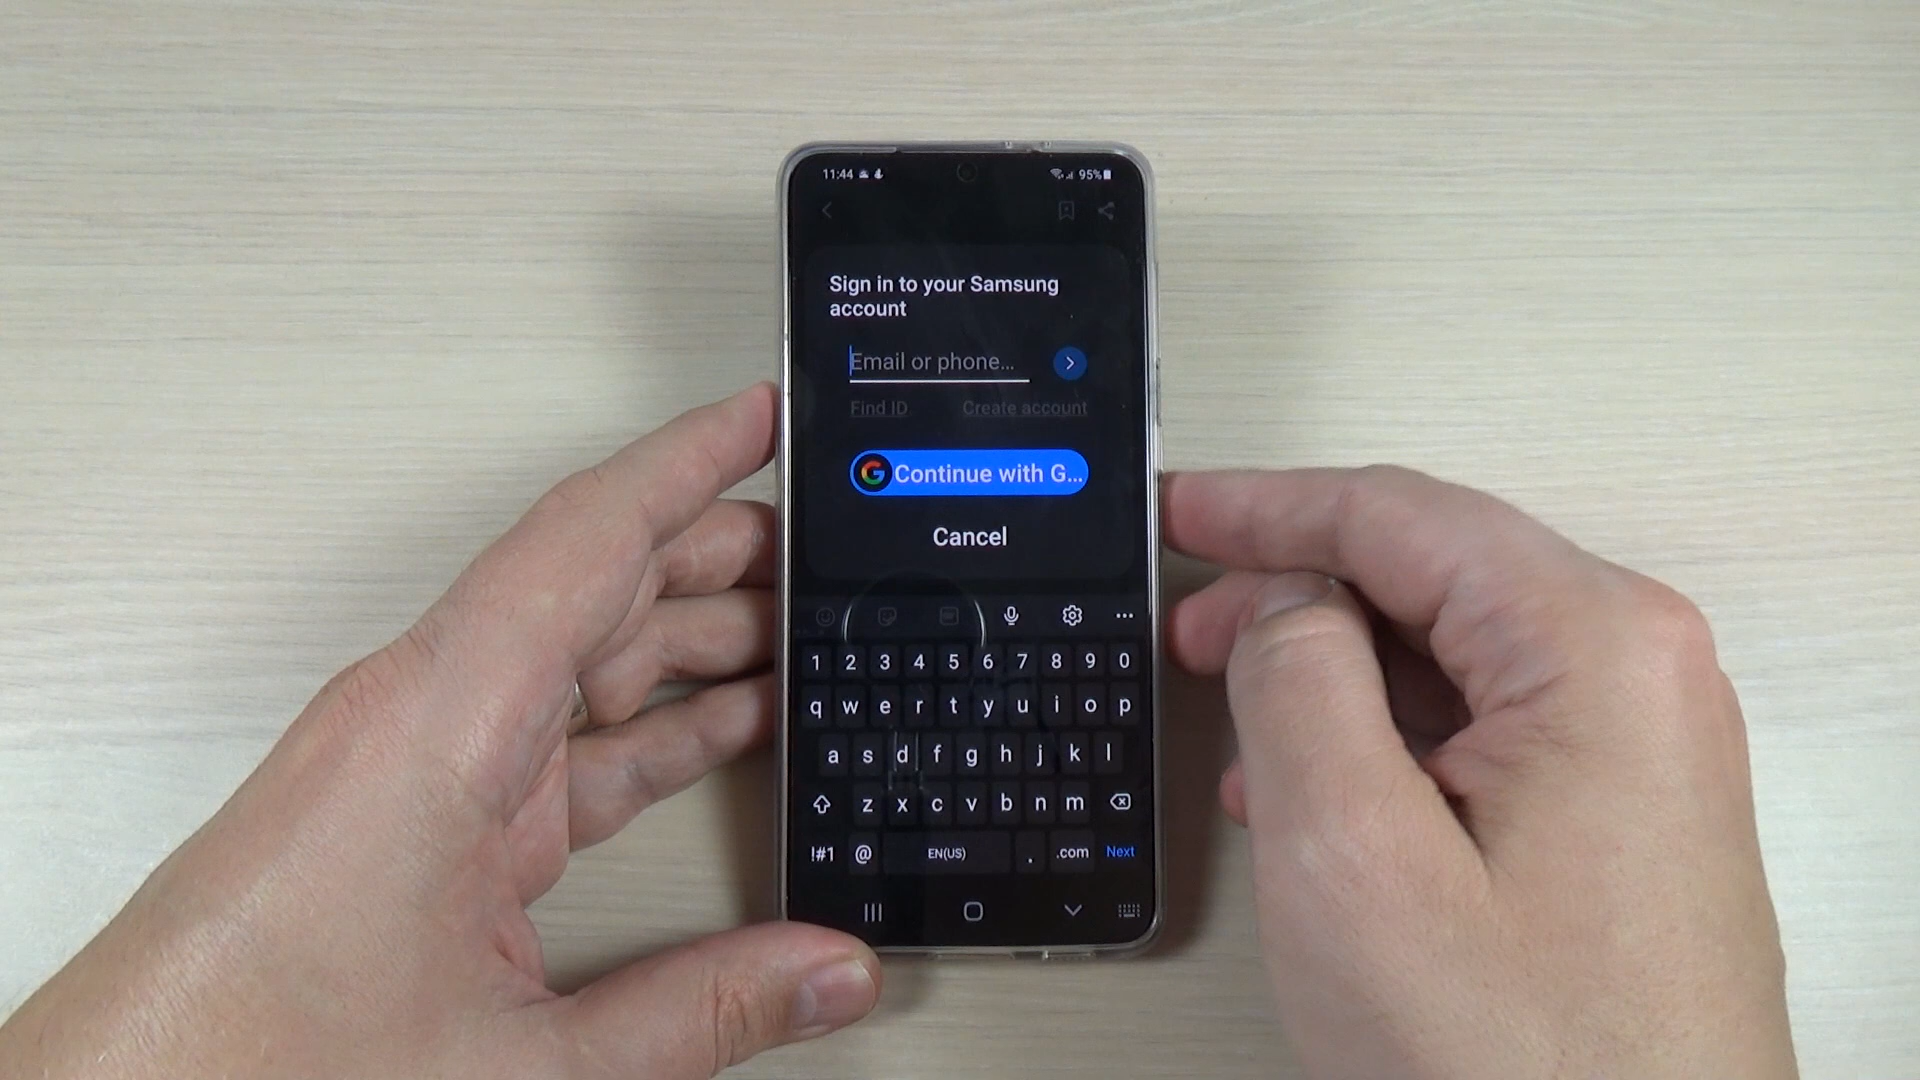 11:44 95%
Sign in to your Samsung
account
Email or phone...
Find ID Create account
G Continue with G...
Cancel
1 2 3 4 5 6 7 8 9 0
q w e r t y u i o p
a s d f g h j k l
z x c v b n m
!#1 @ EN(US) . .com Next